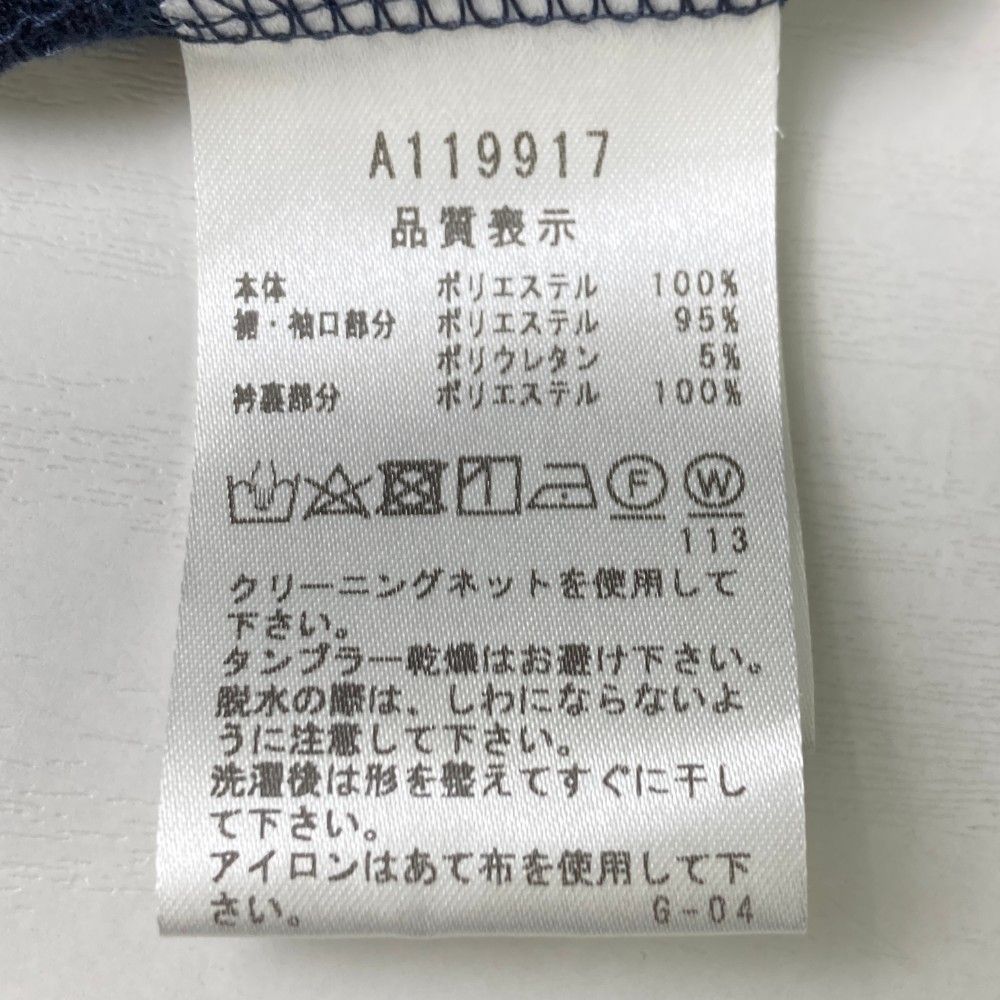 A119917
品質表示
本体 ポリエステル 100%
裾・袖口部分 ポリエステル 95%
ポリウレタン 5%
衿裏部分 ポリエステル 100%
F W
113
クリーニングネットを使用して
下さい。
タンブラー乾燥はお避け下さい。
脱水の際は、しわにならないよ
うに注意して下さい。
洗濯後は形を整えてすぐに干し
て下さい。
アイロンはあて布を使用して下
さい。 G-04